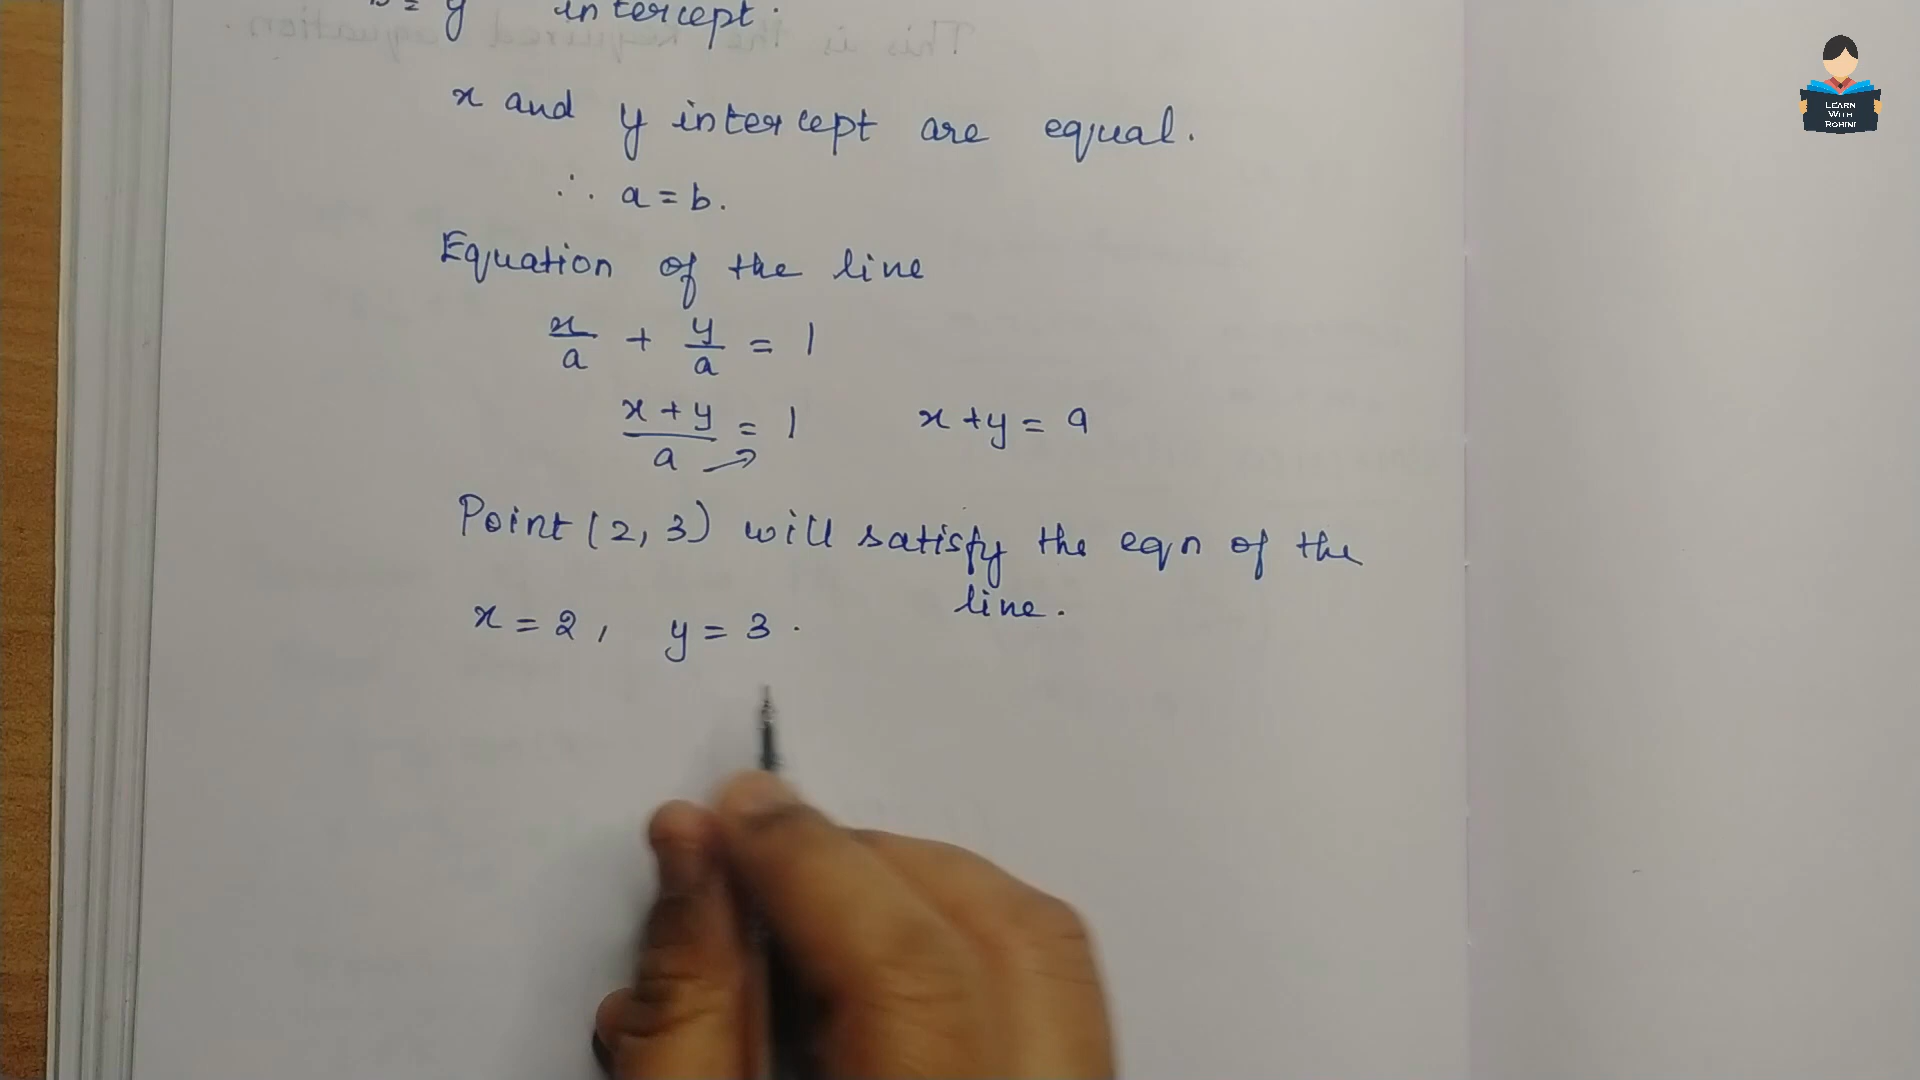 b = y intercept.
x and y intercept are equal.
∴ a = b.
Equation of the line
x/a + y/a = 1
x + y/a = 1 x + y = a
Point (2, 3) will satisfy the eqn of the
line.
x = 2, y = 3.
LEARN
WITH
ROHINI